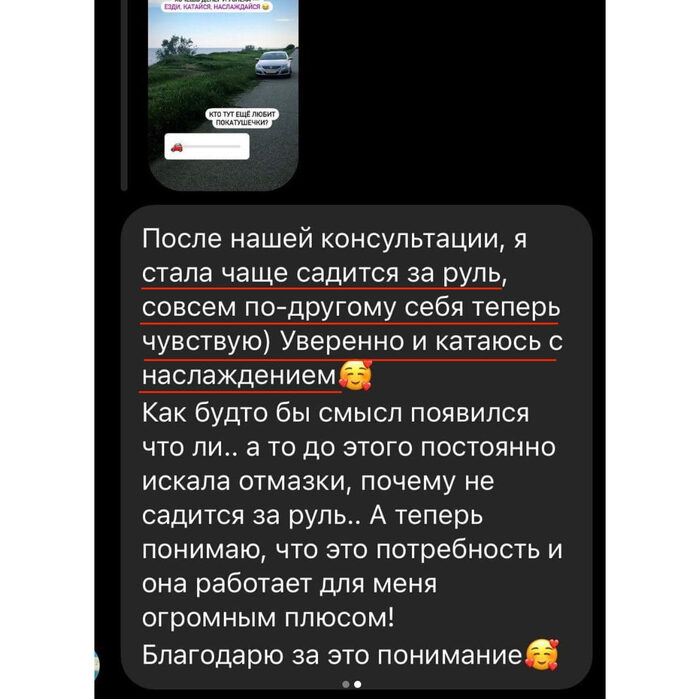 ЕЗДИ, КАТАЙСЯ, НАСЛАЖДАЙСЯ 😄
КТО ТУТ ЕЩЁ ЛЮБИТ
ПОКАТУШЕЧКИ?
После нашей консультации, я
стала чаще садится за руль,
совсем по-другому себя теперь
чувствую) Уверенно и катаюсь с
наслаждением🥰
Как будто бы смысл появился
что ли.. а то до этого постоянно
искала отмазки, почему не
садится за руль.. А теперь
понимаю, что это потребность и
она работает для меня
огромным плюсом!
Благодарю за это понимание🥰